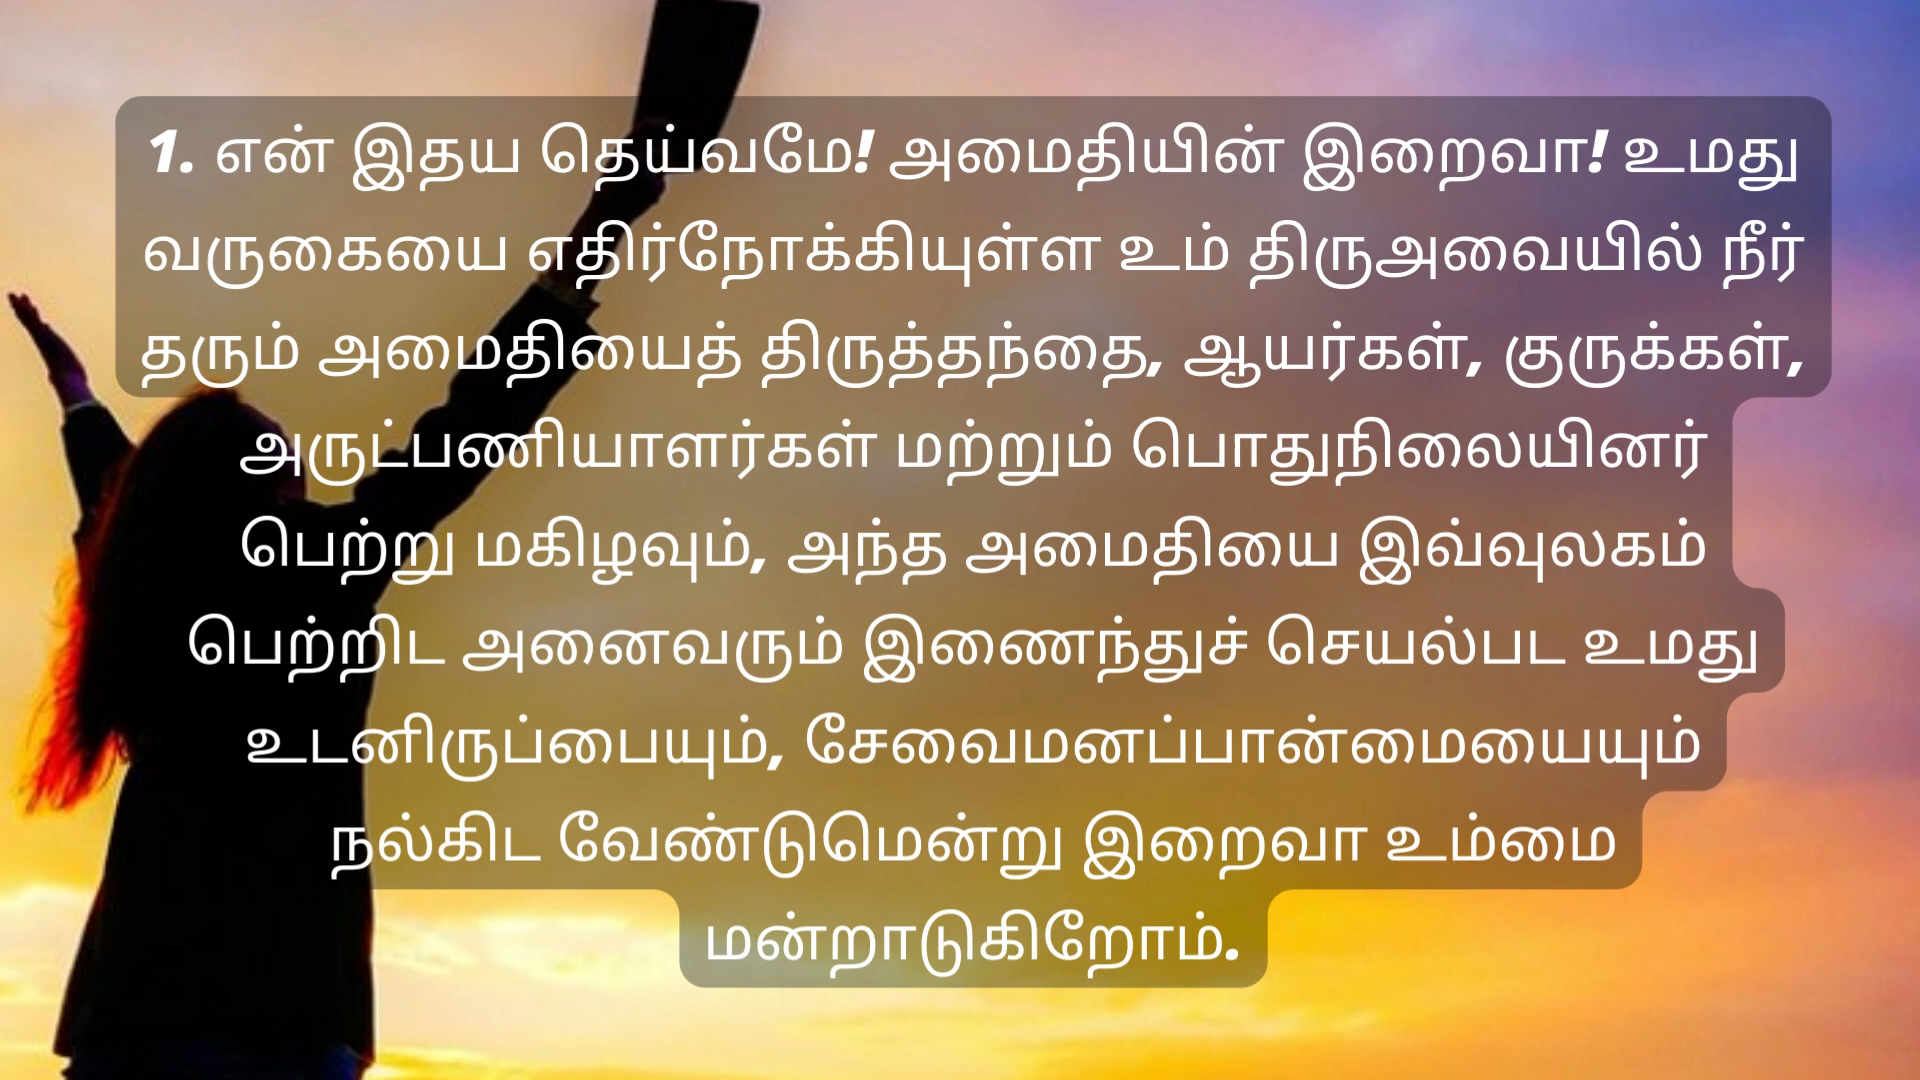 1. என் இதய தெய்வமே! அமைதியின் இறைவா! உமது
வருகையை எதிர்நோக்கியுள்ள உம் திருஅவையில் நீர்
தரும் அமைதியைத் திருத்தந்தை, ஆயர்கள், குருக்கள்,
அருட்பணியாளர்கள் மற்றும் பொதுநிலையினர்
பெற்று மகிழவும், அந்த அமைதியை இவ்வுலகம்
பெற்றிட அனைவரும் இணைந்துச் செயல்பட உமது
உடனிருப்பையும், சேவைமனப்பான்மையையும்
நல்கிட வேண்டுமென்று இறைவா உம்மை
மன்றாடுகிறோம்.